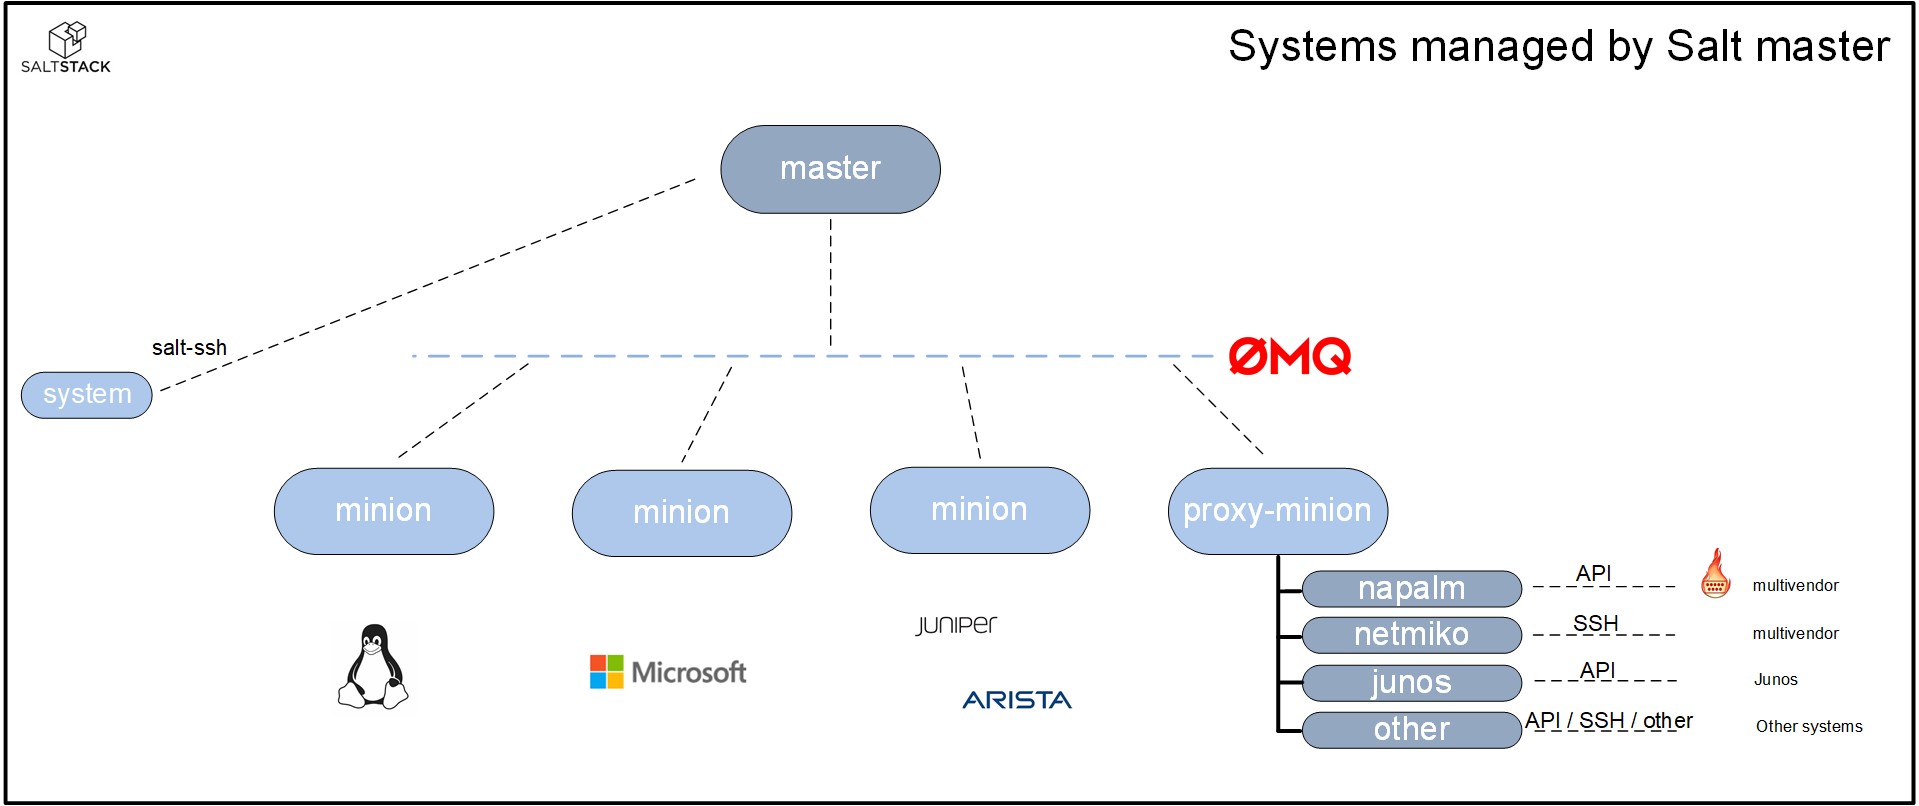 SALTSTACK
Systems managed by Salt master
master
salt-ssh
ØMQ
system
minion
minion
minion
proxy-minion
napalm
API
multivendor
netmiko
SSH
multivendor
junos
API
Junos
other
API / SSH / other
Other systems
JUNIPEr
Microsoft
ARISTA